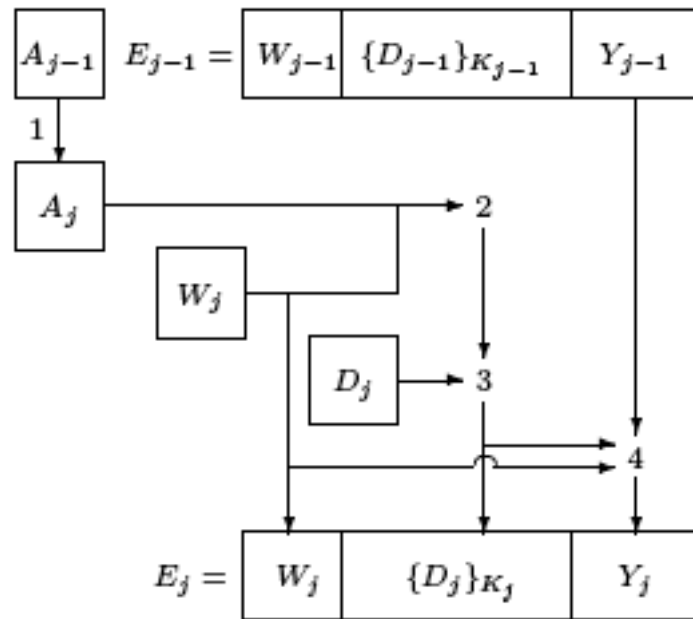 A_{j-1} E_{j-1} = W_{j-1} {D_{j-1}}_{K_{j-1}} Y_{j-1}
1
A_j 2
W_j
D_j 3
4
E_j = W_j {D_j}_{K_j} Y_j